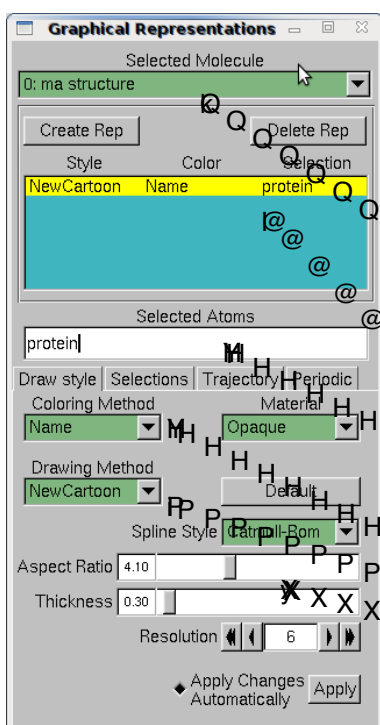 Graphical Representations
Selected Molecule
0: ma structure
Create Rep Delete Rep
Style Color Selection
NewCartoon Name protein
Selected Atoms
protein
Draw style Selections Trajectory Periodic
Coloring Method Material
Name Opaque
Drawing Method
NewCartoon Default
Spline Style Catmull-Rom
Aspect Ratio 4.10
Thickness 0.30
Resolution 6
Apply Changes
Automatically Apply
Q Q Q Q Q Q Q
@ @ @ @ @
H H H H H H
H H H H H H H H
P P P P P P P P
X X X X